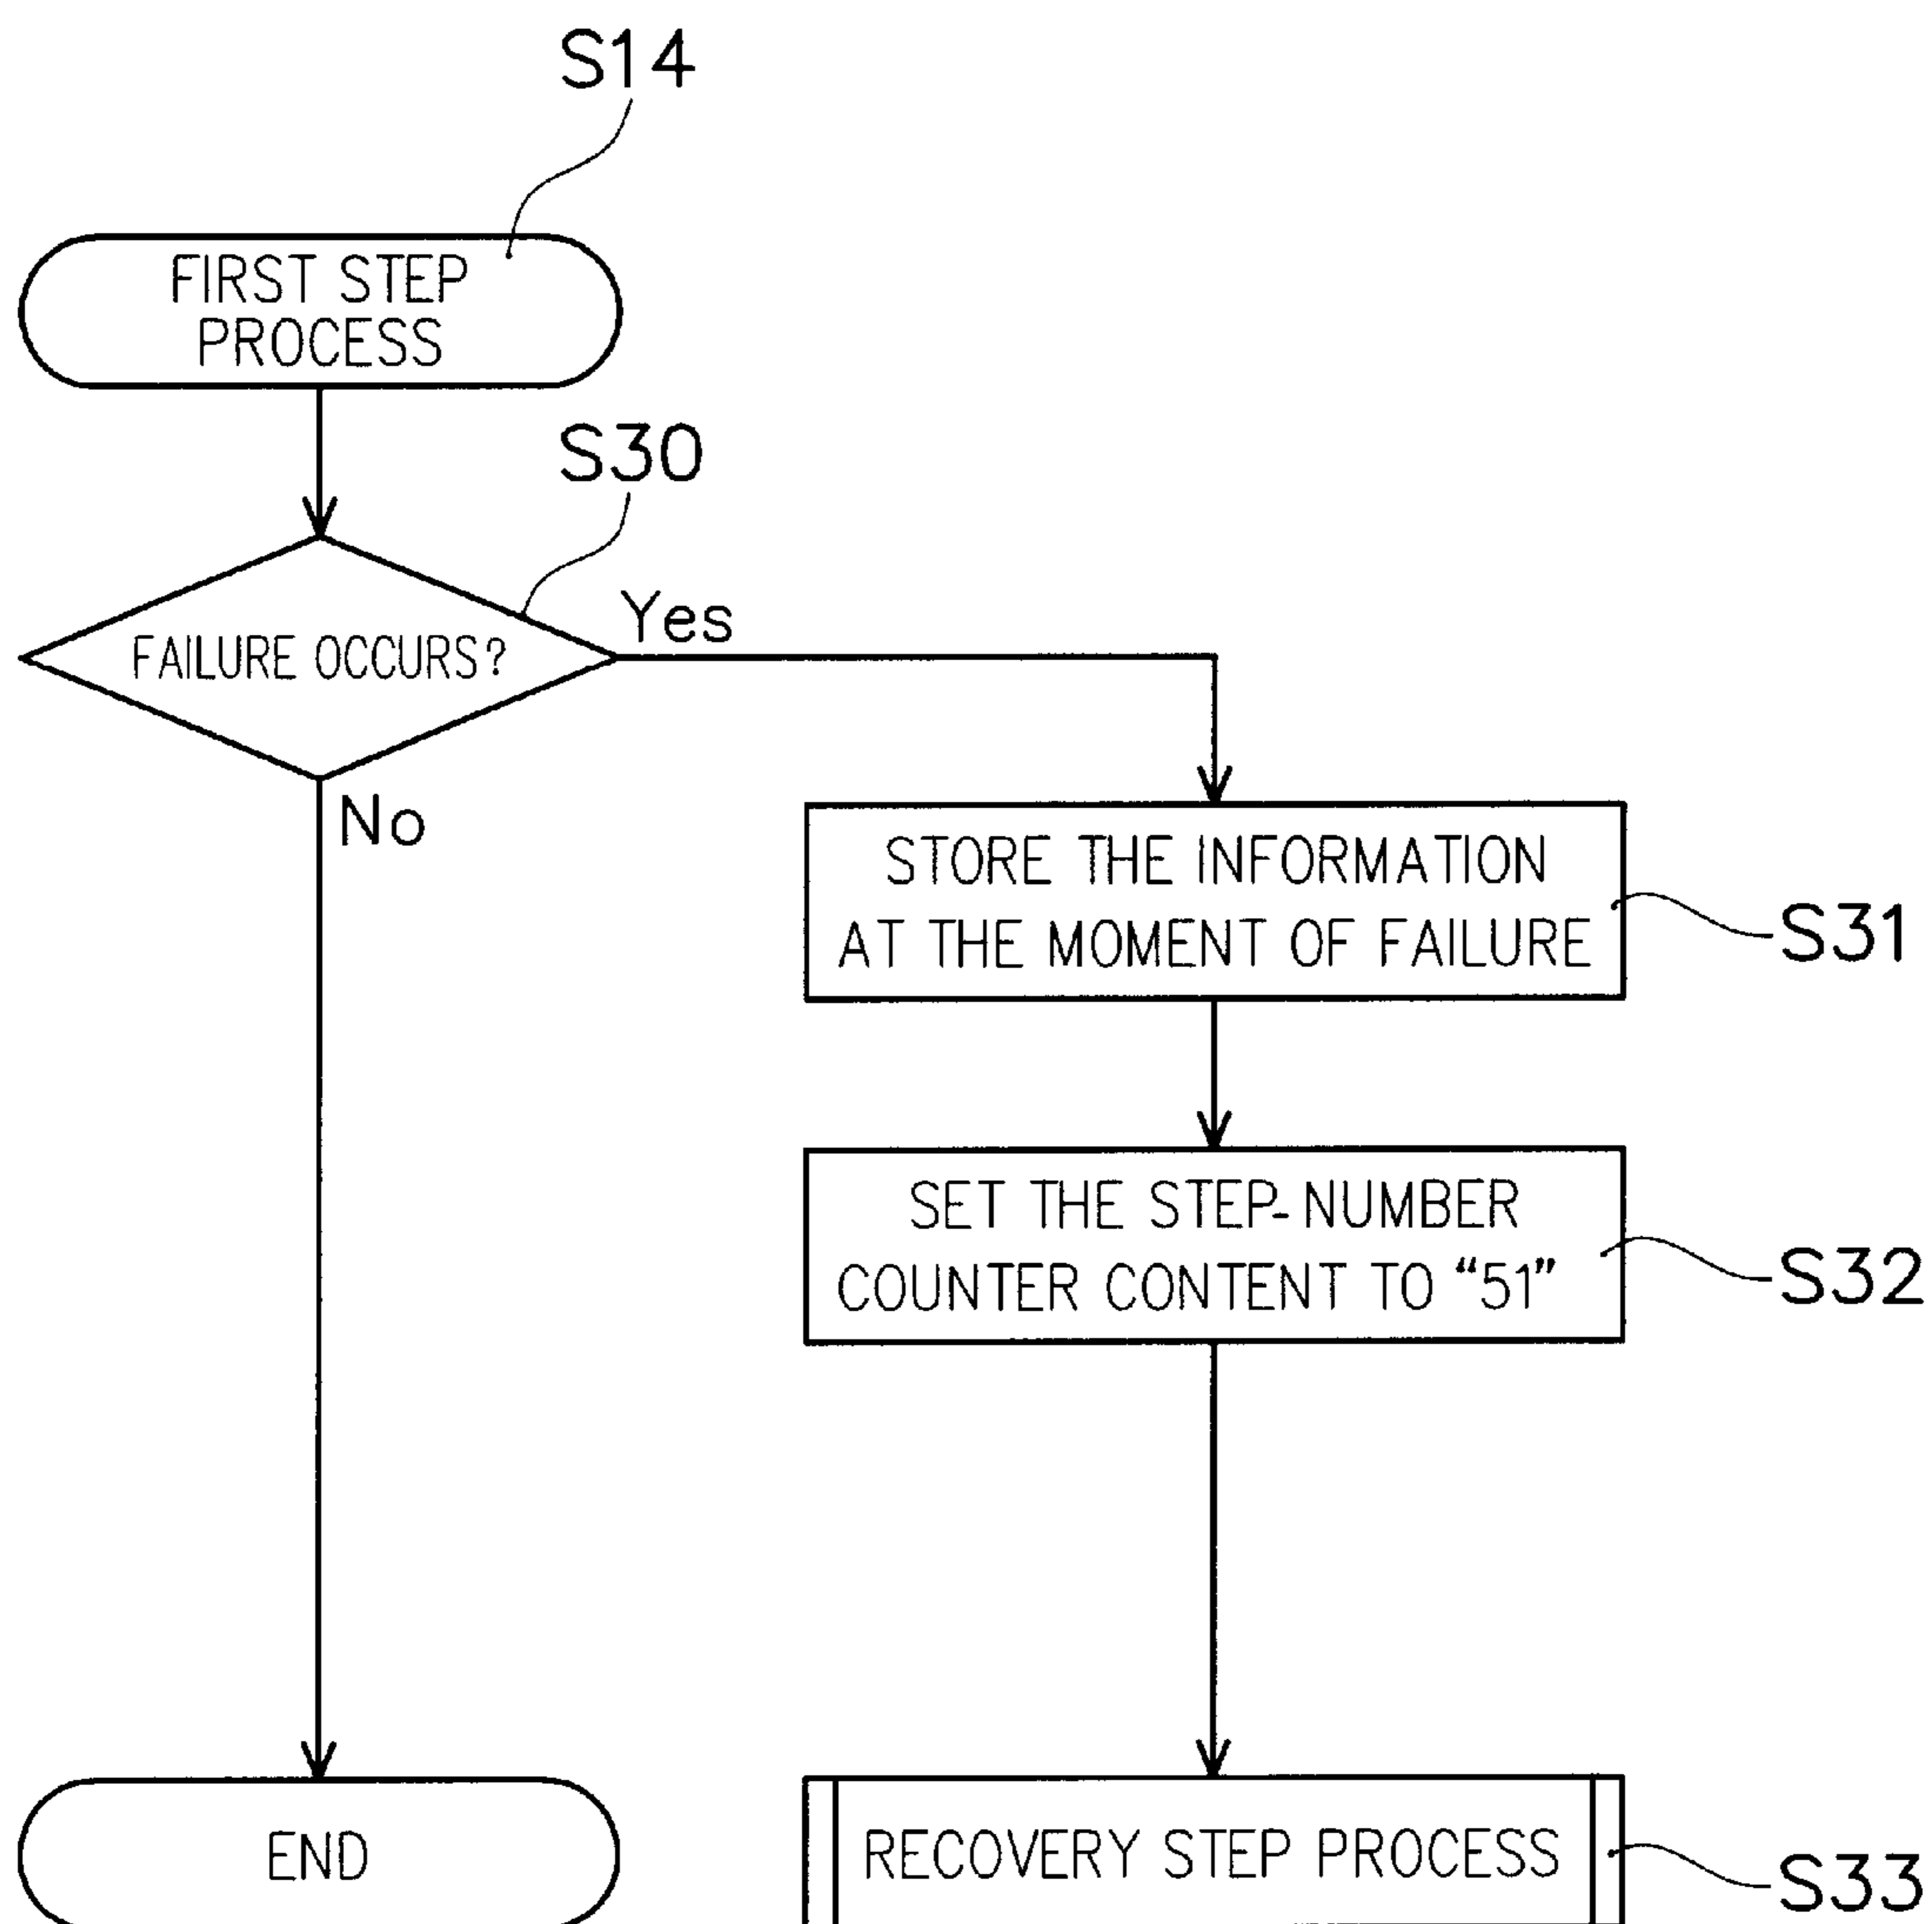 S14
FIRST STEP
PROCESS
S30
FAILURE OCCURS?
Yes
No
STORE THE INFORMATION
AT THE MOMENT OF FAILURE
S31
SET THE STEP-NUMBER
COUNTER CONTENT TO “51”
S32
END
RECOVERY STEP PROCESS
S33